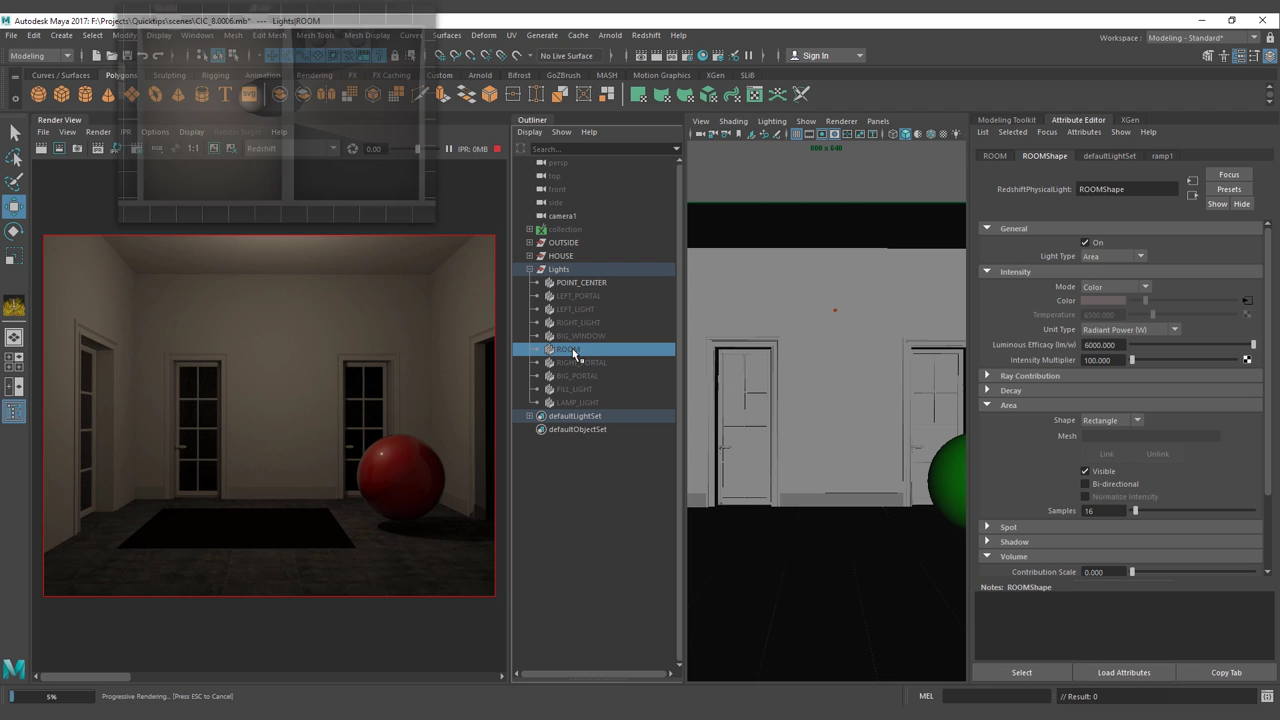 Autodesk Maya 2017: F:\Projects\Quicktips\scenes\CIC_8.0006.mb* --- Lights|ROOM
File Edit Create Select Modify Display Windows Mesh Edit Mesh Mesh Tools Mesh Display Curves Surfaces Deform UV Generate Cache Arnold Redshift Help
Workspace : Modeling - Standard*
Modeling
No Live Surface
Sign In
Curves / Surfaces Polygons Sculpting Rigging Animation Rendering FX FX Caching Custom Arnold Bifrost GoZBrush MASH Motion Graphics XGen SLiB
svg
Render View
File View Render IPR Options Display Render Target Help
RGB 1:1 Redshift 0.00 IPR: 0MB
Outliner
Display Show Help
Search...
persp
top
front
side
camera1
collection
OUTSIDE
HOUSE
Lights
POINT_CENTER
LEFT_PORTAL
LEFT_LIGHT
RIGHT_LIGHT
BIG_WINDOW
ROOM
RIGHT_PORTAL
BIG_PORTAL
FILL_LIGHT
LAMP_LIGHT
defaultLightSet
defaultObjectSet
View Shading Lighting Show Renderer Panels
800 x 640
Modeling Toolkit Attribute Editor XGen
List Selected Focus Attributes Show Help
ROOM ROOMShape defaultLightSet ramp1
Focus
RedshiftPhysicalLight: ROOMShape
Presets
Show Hide
General
On
Light Type Area
Intensity
Mode Color
Color
Temperature 6500.000
Unit Type Radiant Power (W)
Luminous Efficacy (lm/w) 6000.000
Intensity Multiplier 100.000
Ray Contribution
Decay
Area
Shape Rectangle
Mesh
Link Unlink
Visible
Bi-directional
Normalize Intensity
Samples 16
Spot
Shadow
Volume
Contribution Scale 0.000
Notes: ROOMShape
Select Load Attributes Copy Tab
5% Progressive Rendering... [Press ESC to Cancel]
MEL // Result: 0